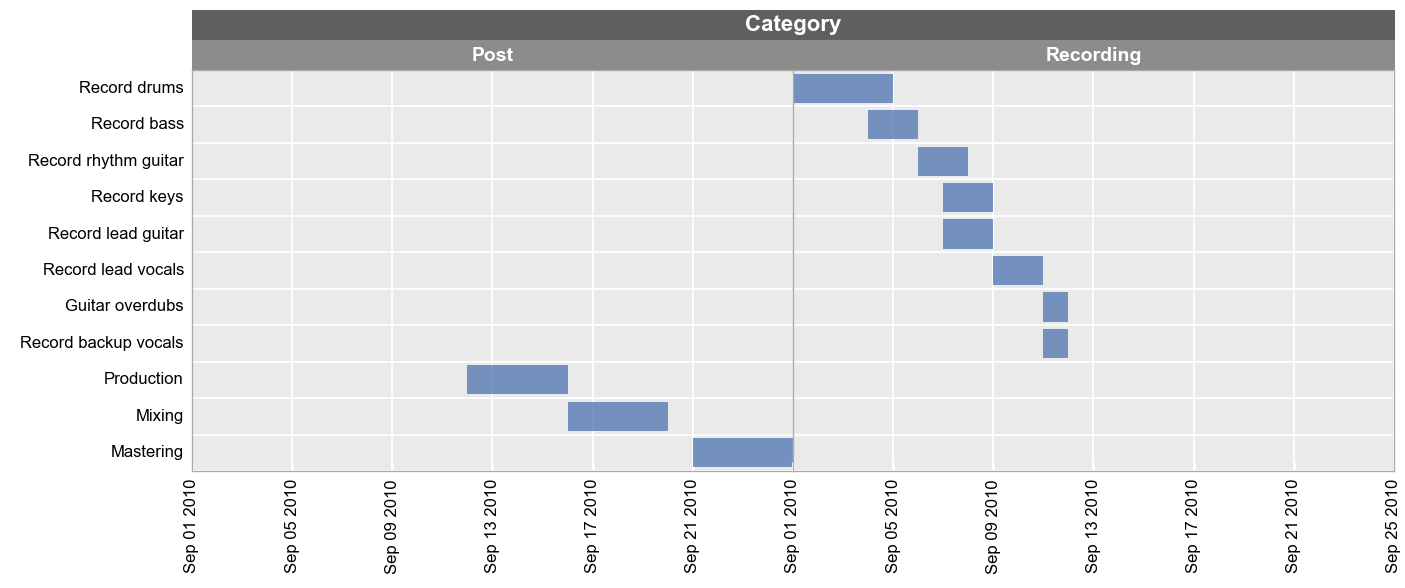 Category
Post
Recording
Record drums
Record bass
Record rhythm guitar
Record keys
Record lead guitar
Record lead vocals
Guitar overdubs
Record backup vocals
Production
Mixing
Mastering
Sep 01 2010
Sep 05 2010
Sep 09 2010
Sep 13 2010
Sep 17 2010
Sep 21 2010
Sep 01 2010
Sep 05 2010
Sep 09 2010
Sep 13 2010
Sep 17 2010
Sep 21 2010
Sep 25 2010